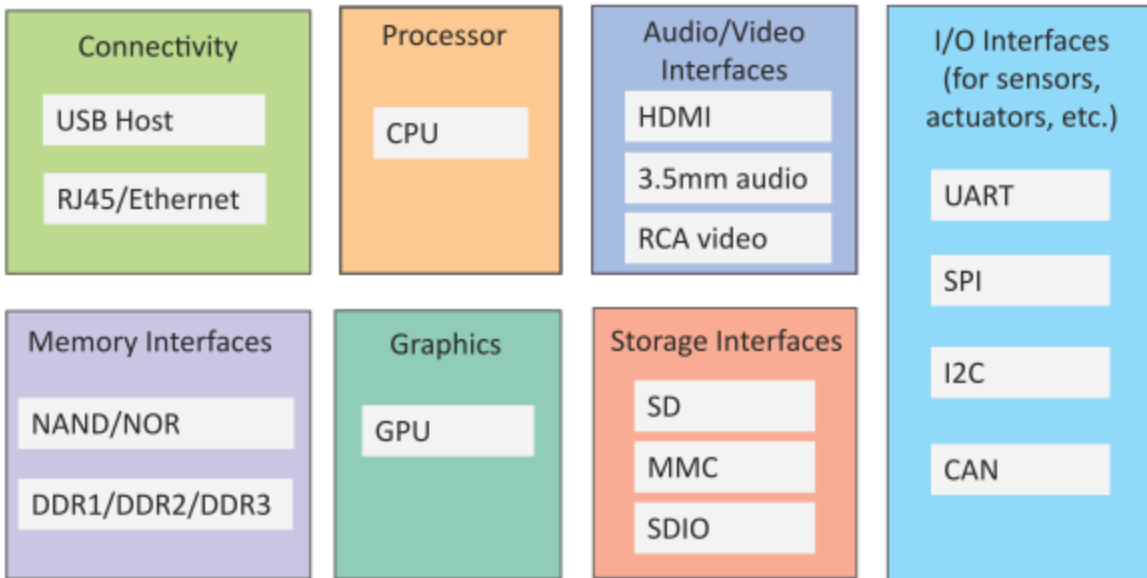 Connectivity
USB Host
RJ45/Ethernet
Processor
CPU
Audio/Video
Interfaces
HDMI
3.5mm audio
RCA video
I/O Interfaces
(for sensors,
actuators, etc.)
UART
SPI
I2C
CAN
Memory Interfaces
NAND/NOR
DDR1/DDR2/DDR3
Graphics
GPU
Storage Interfaces
SD
MMC
SDIO